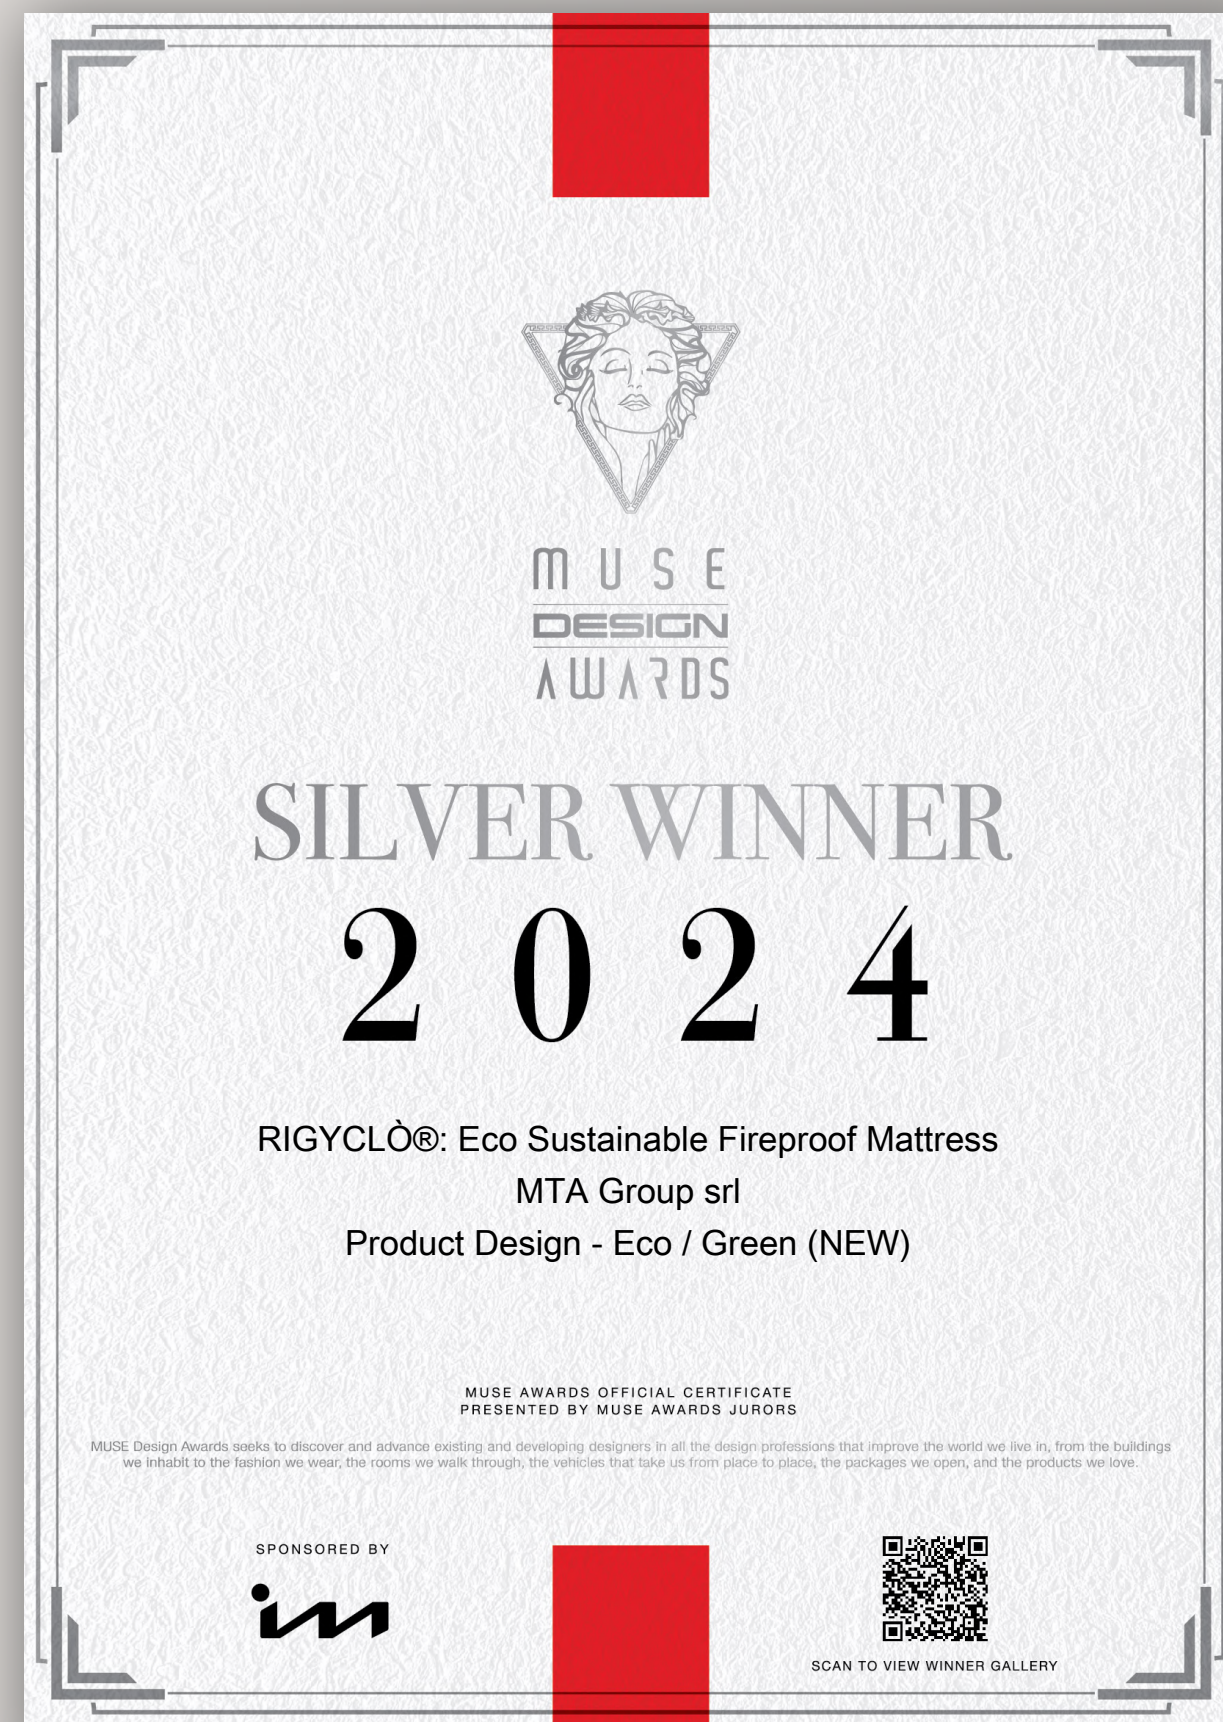 MUSE
DESIGN
AWARDS
SILVER WINNER
2024
RIGYCLÒ®: Eco Sustainable Fireproof Mattress
MTA Group srl
Product Design - Eco / Green (NEW)
MUSE AWARDS OFFICIAL CERTIFICATE
PRESENTED BY MUSE AWARDS JURORS
MUSE Design Awards seeks to discover and advance existing and developing designers in all the design professions that improve the world we live in, from the buildings
we inhabit to the fashion we wear, the rooms we walk through, the vehicles that take us from place to place, the packages we open, and the products we love.
SPONSORED BY
im
SCAN TO VIEW WINNER GALLERY